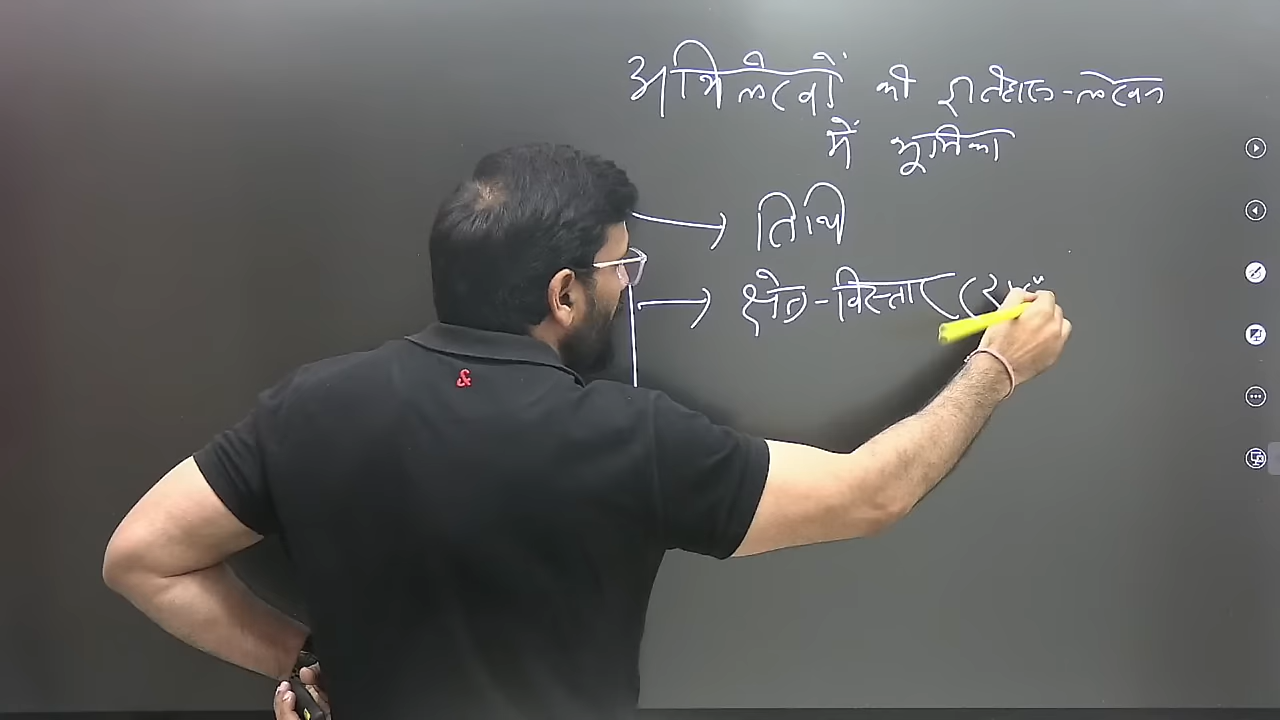 अभिलेखों की इतिहास-लेखन
में भूमिका
→ तिथि
→ क्षेत्र-विस्तार
&